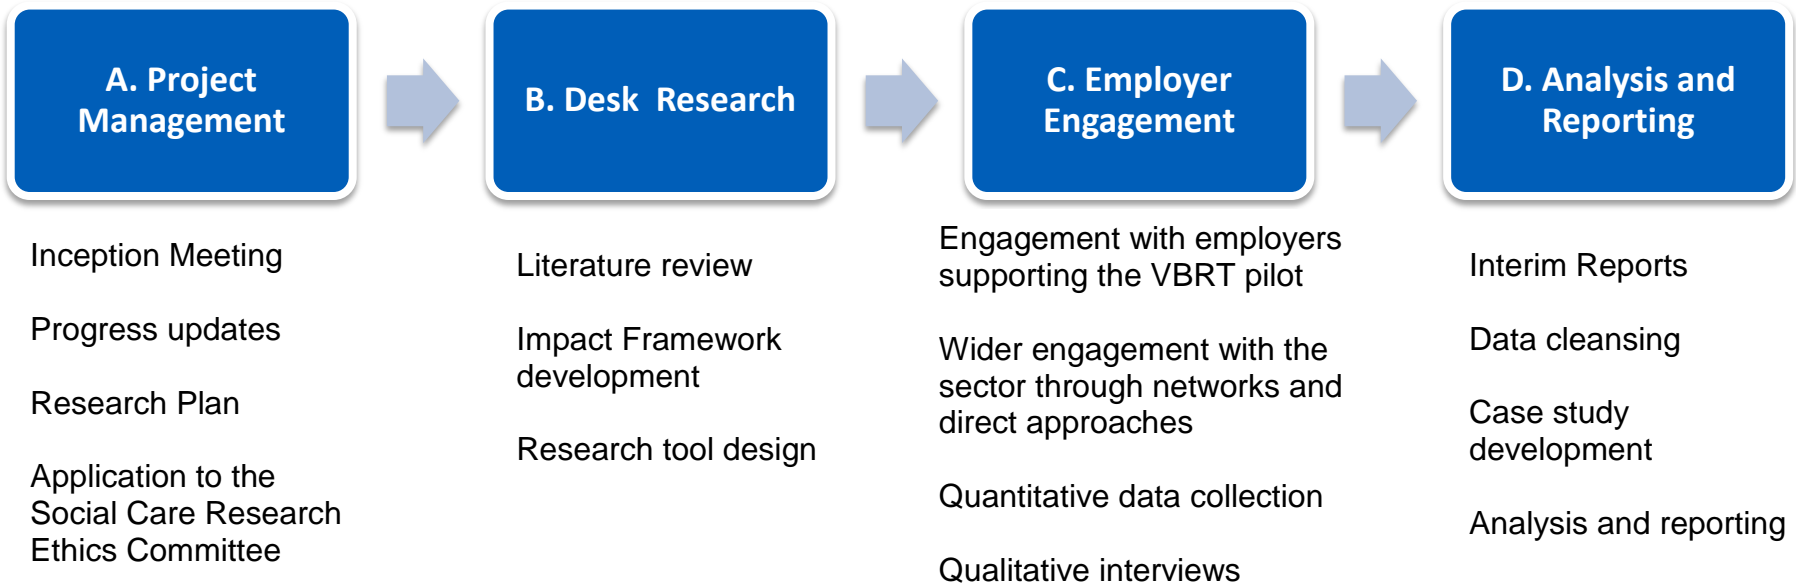 A. Project
Management
B. Desk  Research
C. Employer
Engagement
D. Analysis and
Reporting
Inception Meeting
Progress updates
Research Plan
Application to the
Social Care Research
Ethics Committee
Literature review
Impact Framework
development
Research tool design
Engagement with employers
supporting the VBRT pilot
Wider engagement with the
sector through networks and
direct approaches
Quantitative data collection
Qualitative interviews
Interim Reports
Data cleansing
Case study
development
Analysis and reporting